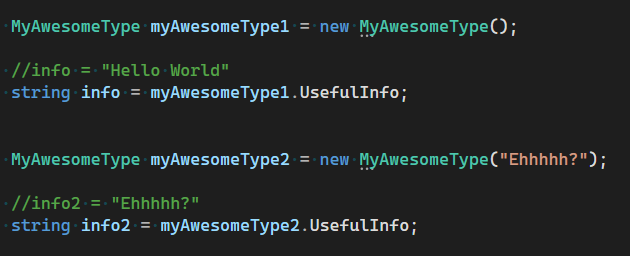 MyAwesomeType myAwesomeType1 = new MyAwesomeType();
//info = "Hello World"
string info = myAwesomeType1.UsefulInfo;
MyAwesomeType myAwesomeType2 = new MyAwesomeType("Ehhhhh?");
//info2 = "Ehhhhh?"
string info2 = myAwesomeType2.UsefulInfo;